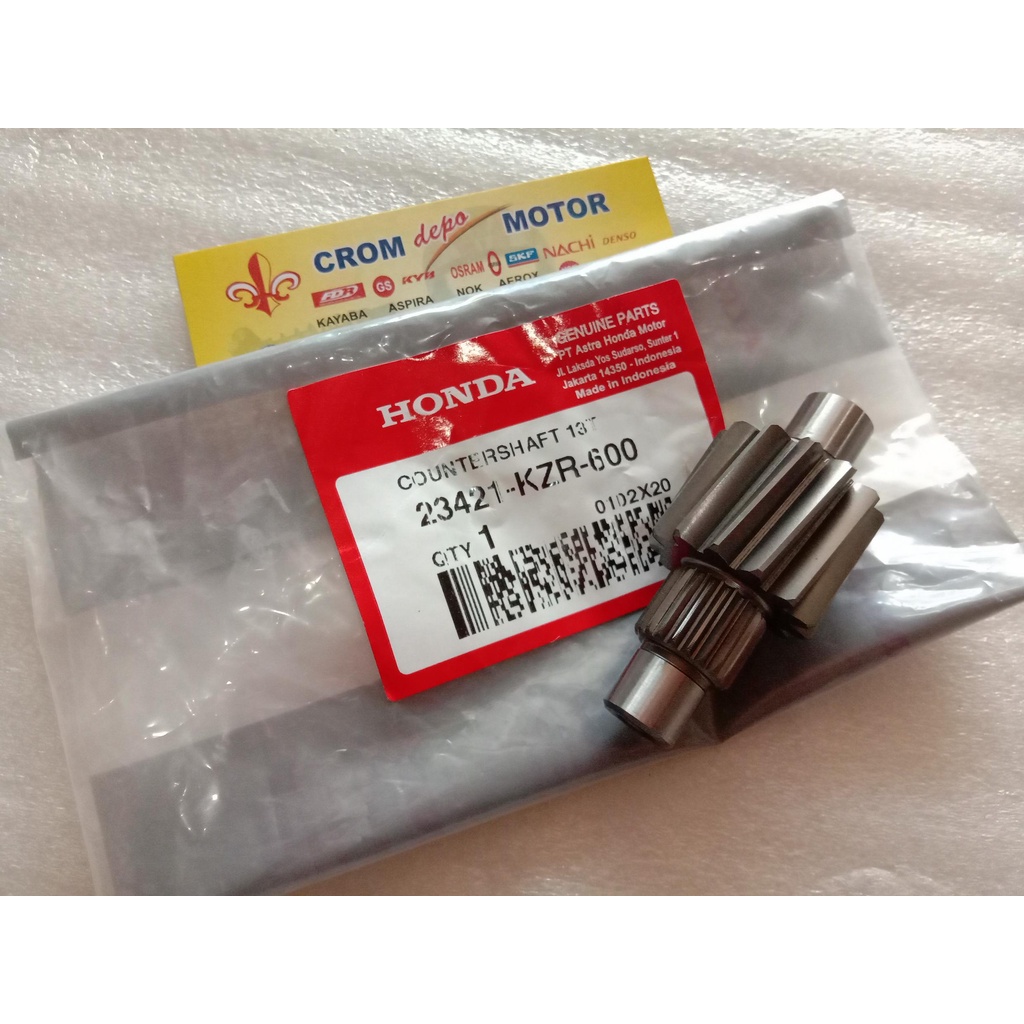 CROM depo MOTOR
FDR GS KYB OSRAM SKF NACHI DENSO
KAYABA ASPIRA NOK AEROX
HONDA
GENUINE PARTS
PT Astra Honda Motor
Jl. Laksda Yos Sudarso, Sunter 1
Jakarta 14350 - Indonesia
Made in Indonesia
COUNTERSHAFT 13T
23421-KZR-600
0102X20
QTY 1